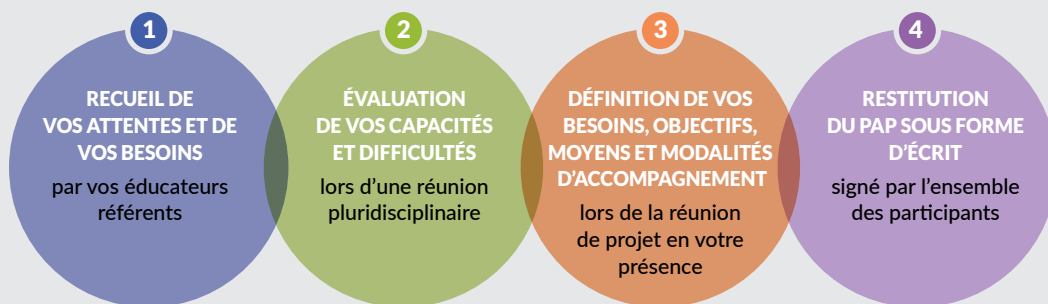 1
RECUEIL DE
VOS ATTENTES ET DE
VOS BESOINS
par vos éducateurs
référents
2
ÉVALUATION
DE VOS CAPACITÉS
ET DIFFICULTÉS
lors d’une réunion
pluridisciplinaire
3
DÉFINITION DE VOS
BESOINS, OBJECTIFS,
MOYENS ET MODALITÉS
D’ACCOMPAGNEMENT
lors de la réunion
de projet en votre
présence
4
RESTITUTION
DU PAP SOUS FORME
D’ÉCRIT
signé par l’ensemble
des participants